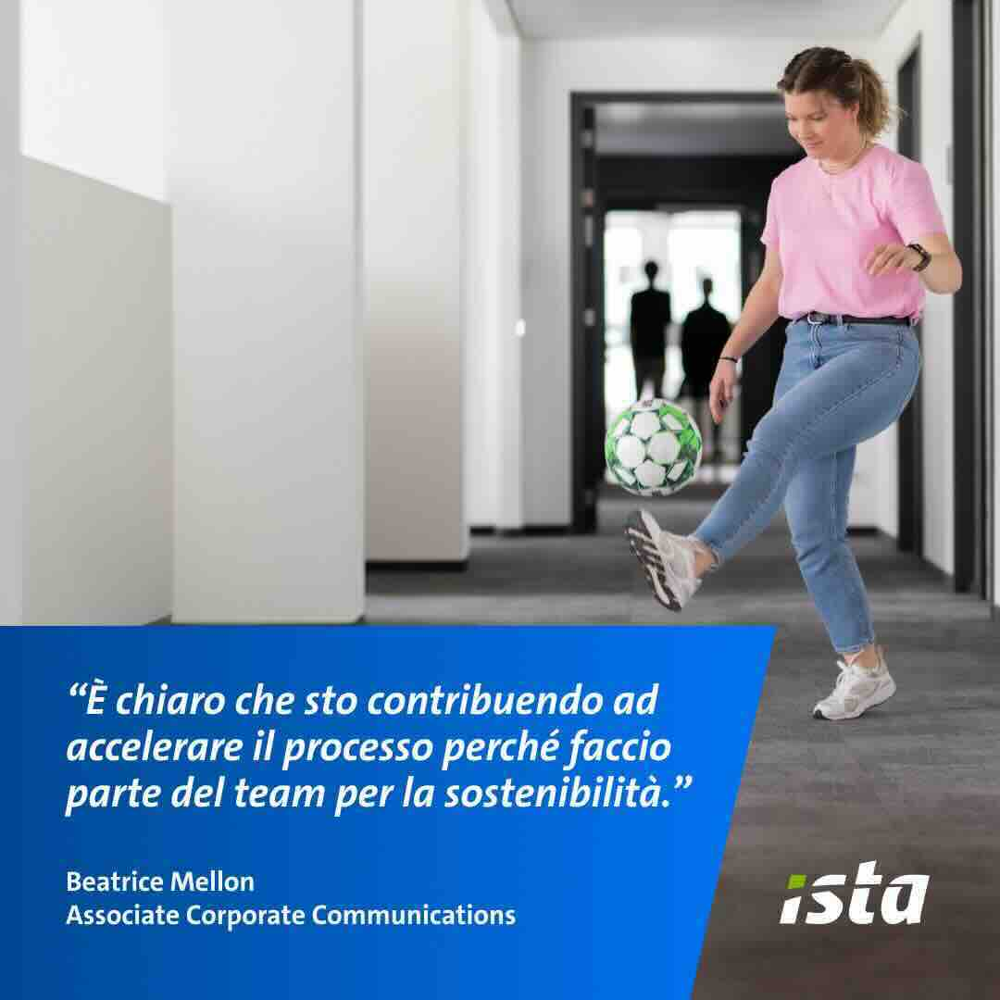 “È chiaro che sto contribuendo ad
accelerare il processo perché faccio
parte del team per la sostenibilità.”
Beatrice Mellon
Associate Corporate Communications
ista